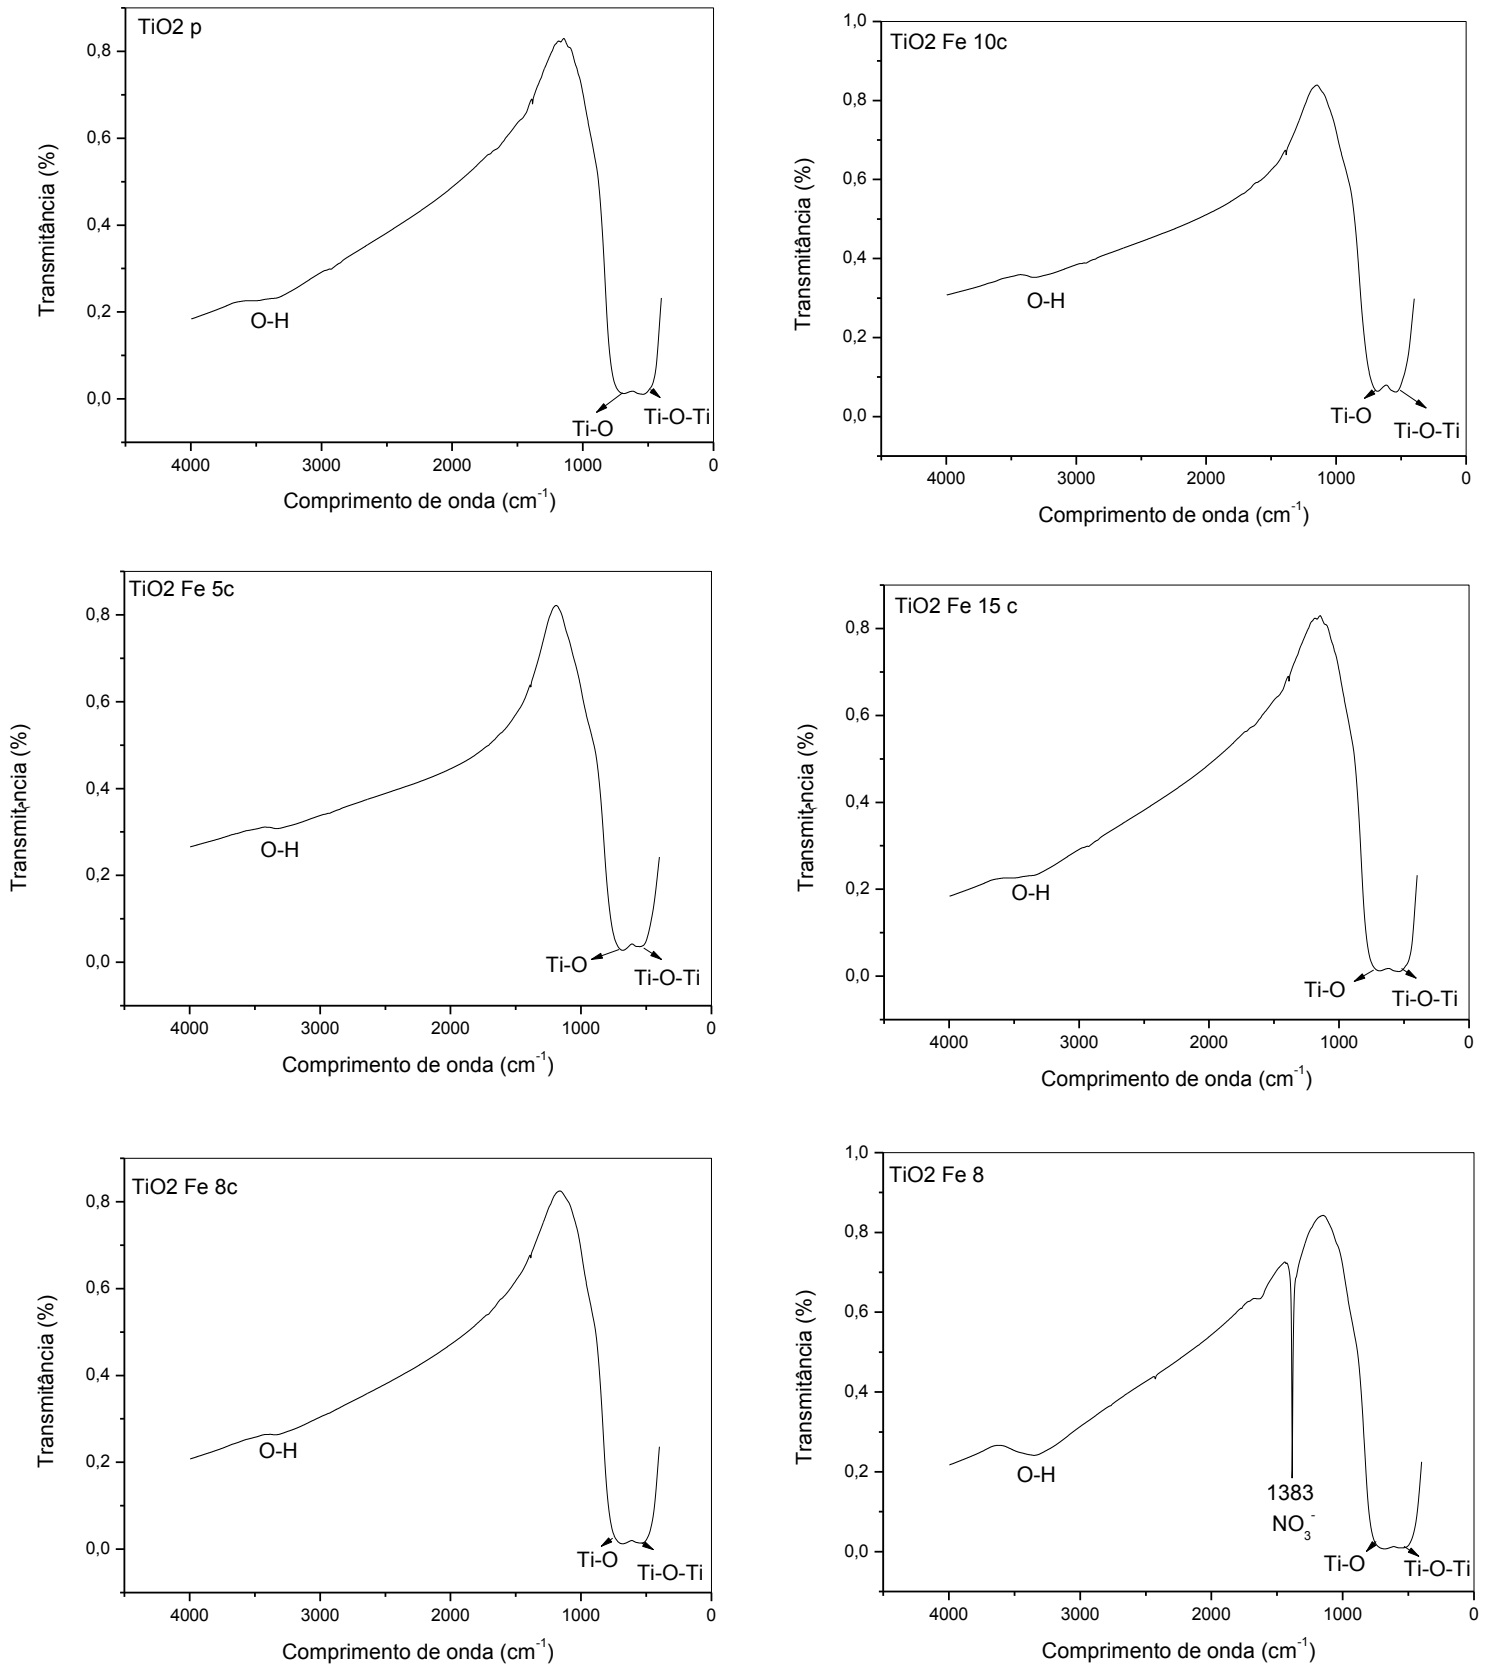 TiO2 p
0,8
0,6
0,4
0,2
0,0
Transmitância (%)
O-H
Ti-O
Ti-O-Ti
4000 3000 2000 1000 0
Comprimento de onda (cm⁻¹)
TiO2 Fe 10c
1,0
0,8
0,6
0,4
0,2
0,0
Transmitância (%)
O-H
Ti-O
Ti-O-Ti
4000 3000 2000 1000 0
Comprimento de onda (cm⁻¹)
TiO2 Fe 5c
0,8
0,6
0,4
0,2
0,0
Transmitância (%)
O-H
Ti-O
Ti-O-Ti
4000 3000 2000 1000 0
Comprimento de onda (cm⁻¹)
TiO2 Fe 15 c
0,8
0,6
0,4
0,2
0,0
Transmitância (%)
O-H
Ti-O
Ti-O-Ti
4000 3000 2000 1000 0
Comprimento de onda (cm⁻¹)
TiO2 Fe 8c
0,8
0,6
0,4
0,2
0,0
Transmitância (%)
O-H
Ti-O
Ti-O-Ti
4000 3000 2000 1000 0
Comprimento de onda (cm⁻¹)
TiO2 Fe 8
1,0
0,8
0,6
0,4
0,2
0,0
Transmitância (%)
O-H
1383
NO₃⁻
Ti-O
Ti-O-Ti
4000 3000 2000 1000 0
Comprimento de onda (cm⁻¹)